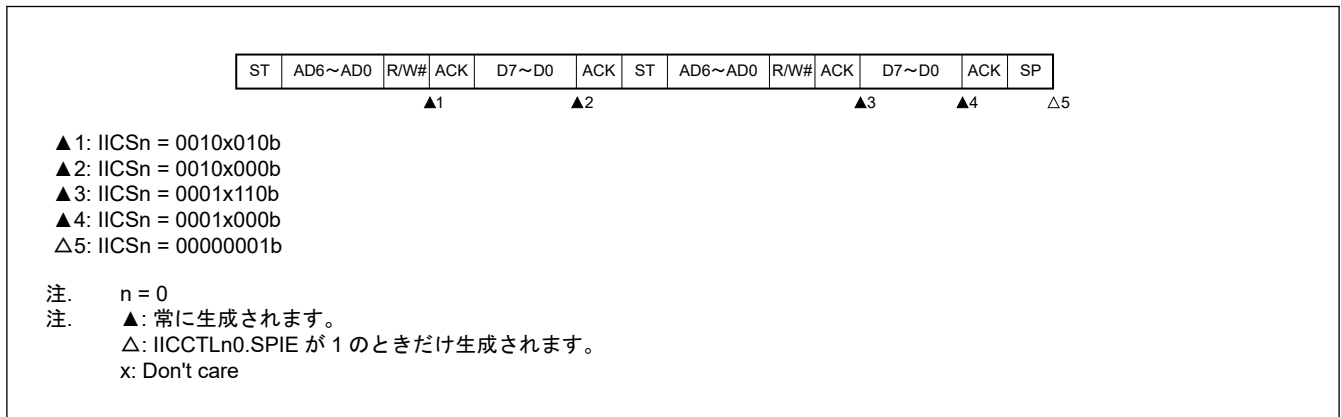 ST AD6～AD0 R/W# ACK D7～D0 ACK ST AD6～AD0 R/W# ACK D7～D0 ACK SP
▲1 ▲2 ▲3 ▲4 △5
▲1: IICSn = 0010x010b
▲2: IICSn = 0010x000b
▲3: IICSn = 0001x110b
▲4: IICSn = 0001x000b
△5: IICSn = 00000001b
注. n = 0
注. ▲: 常に生成されます。
△: IICCTLn0.SPIE が 1 のときだけ生成されます。
x: Don't care